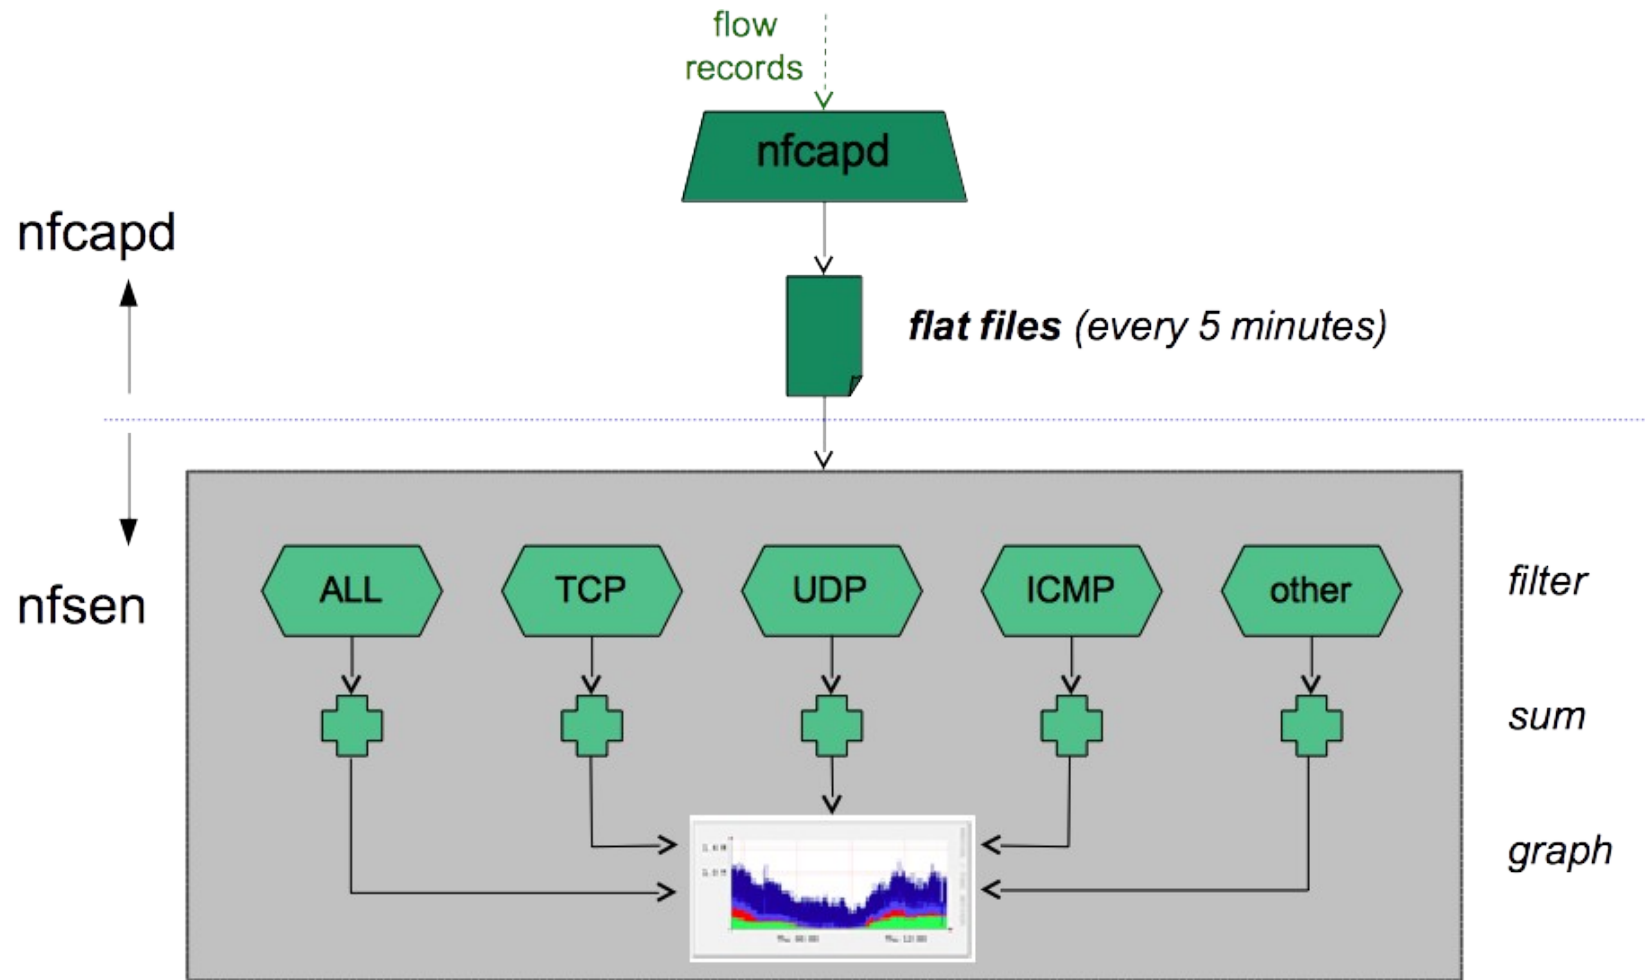 flow
records
nfcapd
nfcapd
flat files (every 5 minutes)
ALL
TCP
UDP
ICMP
other
filter
nfsen
sum
graph